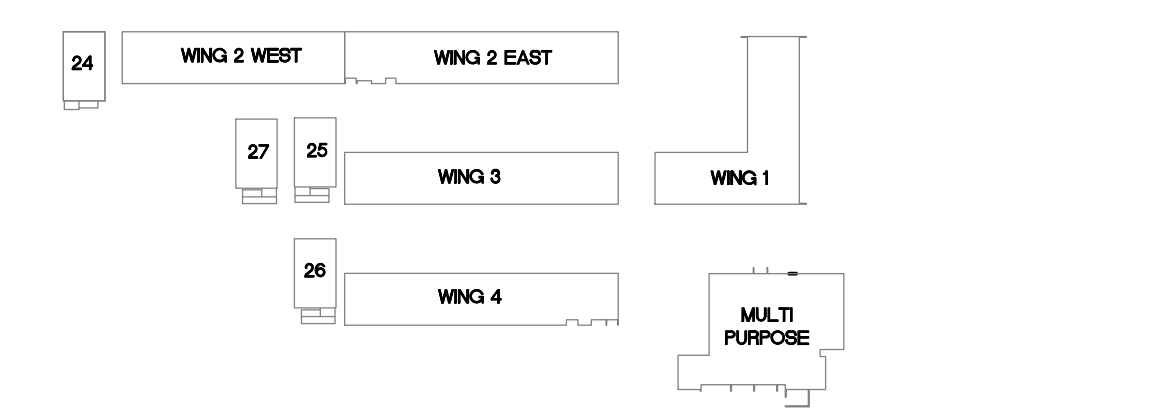 24
WING 2 WEST
WING 2 EAST
27
25
WING 3
WING 1
26
WING 4
MULTI
PURPOSE